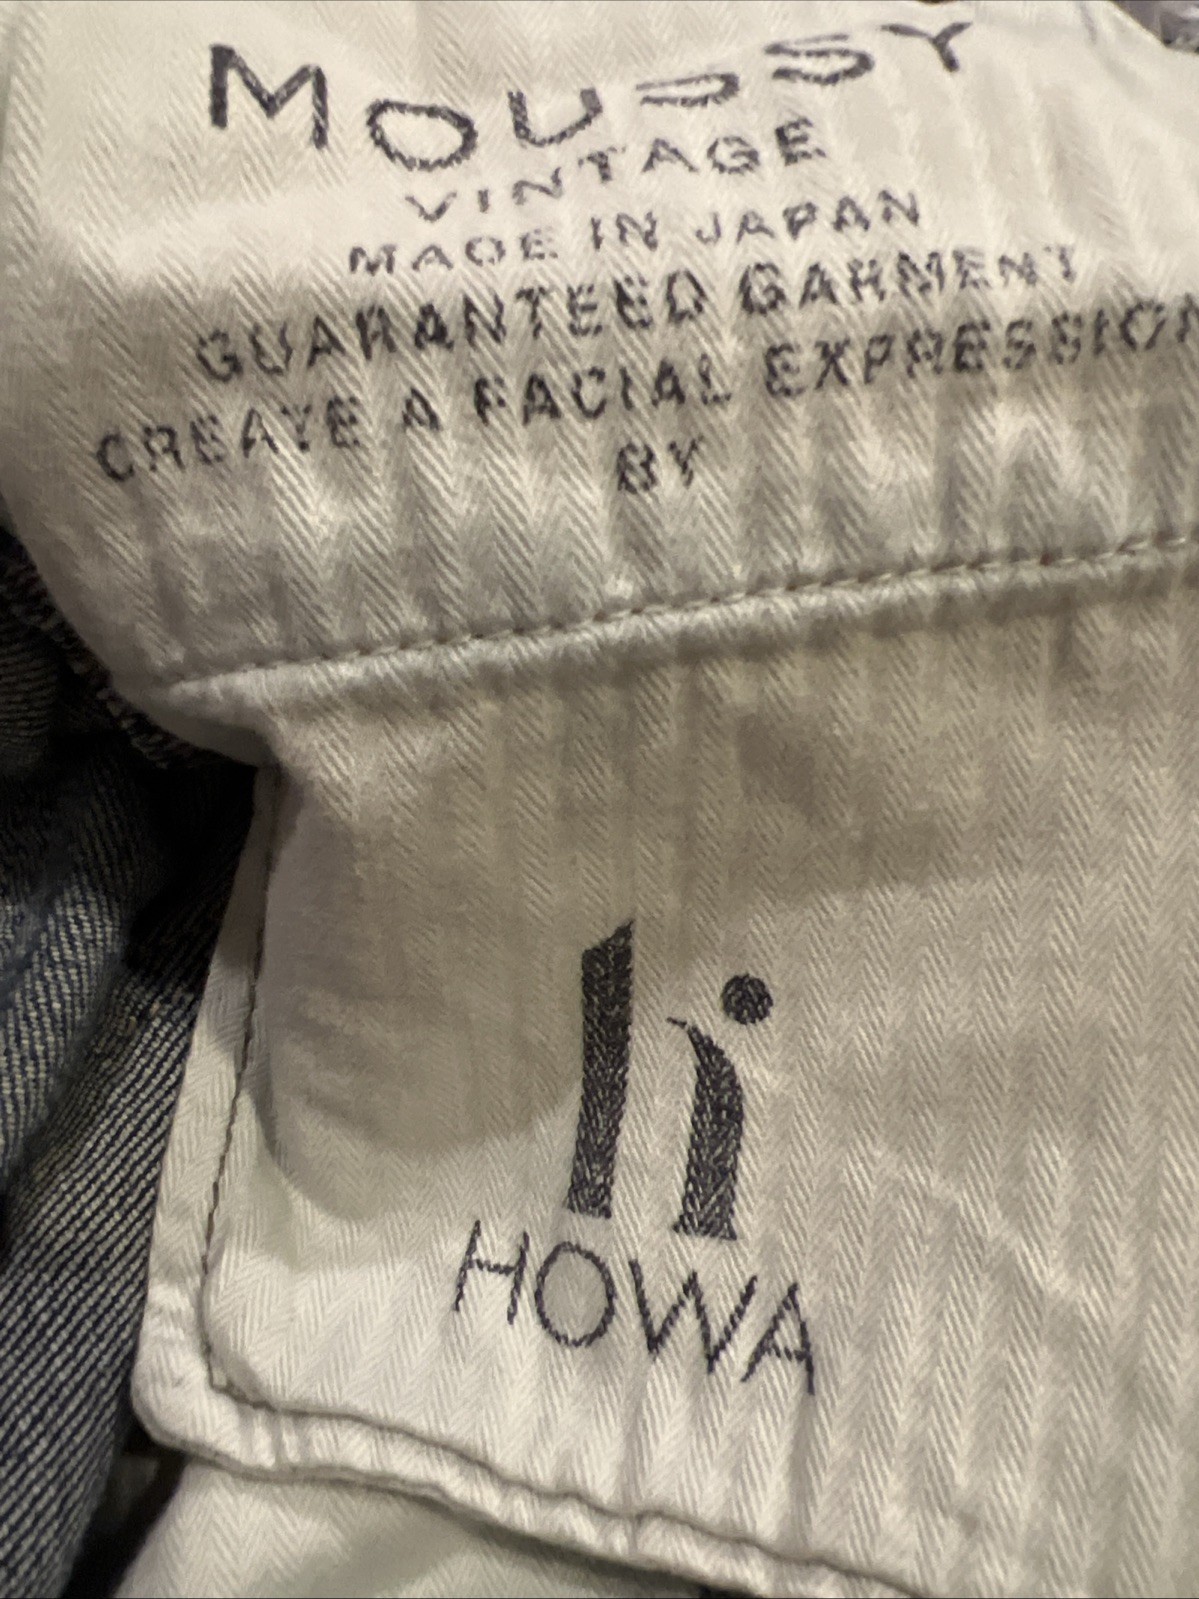 MOUSSY
VINTAGE
MADE IN JAPAN
GUARANTEED GARMENT
CREATE A FACIAL EXPRESSION
BY
HOWA